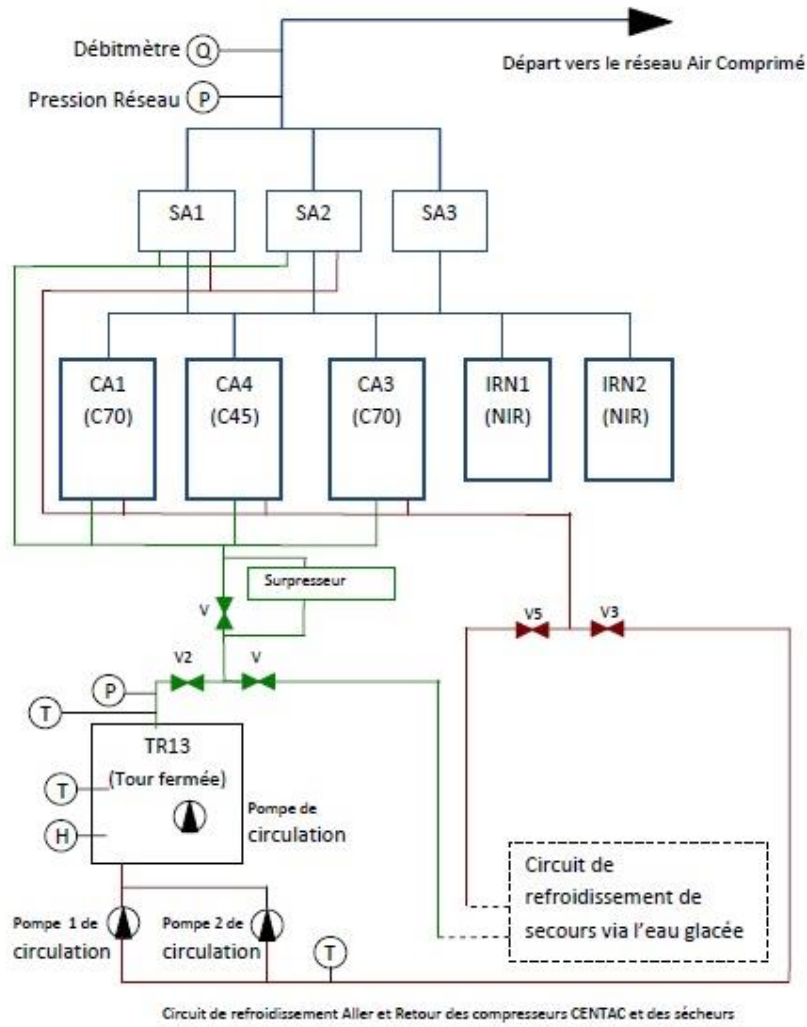 Débitmètre
Q
Départ vers le réseau Air Comprimé
Pression Réseau
P
SA1
SA2
SA3
CA1
(C70)
CA4
(C45)
CA3
(C70)
IRN1
(NIR)
IRN2
(NIR)
Surpresseur
V
V5
V3
V2
V
P
T
TR13
(Tour fermée)
T
H
Pompe de
circulation
Circuit de
refroidissement de
secours via l'eau glacée
Pompe 1 de
circulation
Pompe 2 de
circulation
T
Circuit de refroidissement Aller et Retour des compresseurs CENTAC et des sécheurs